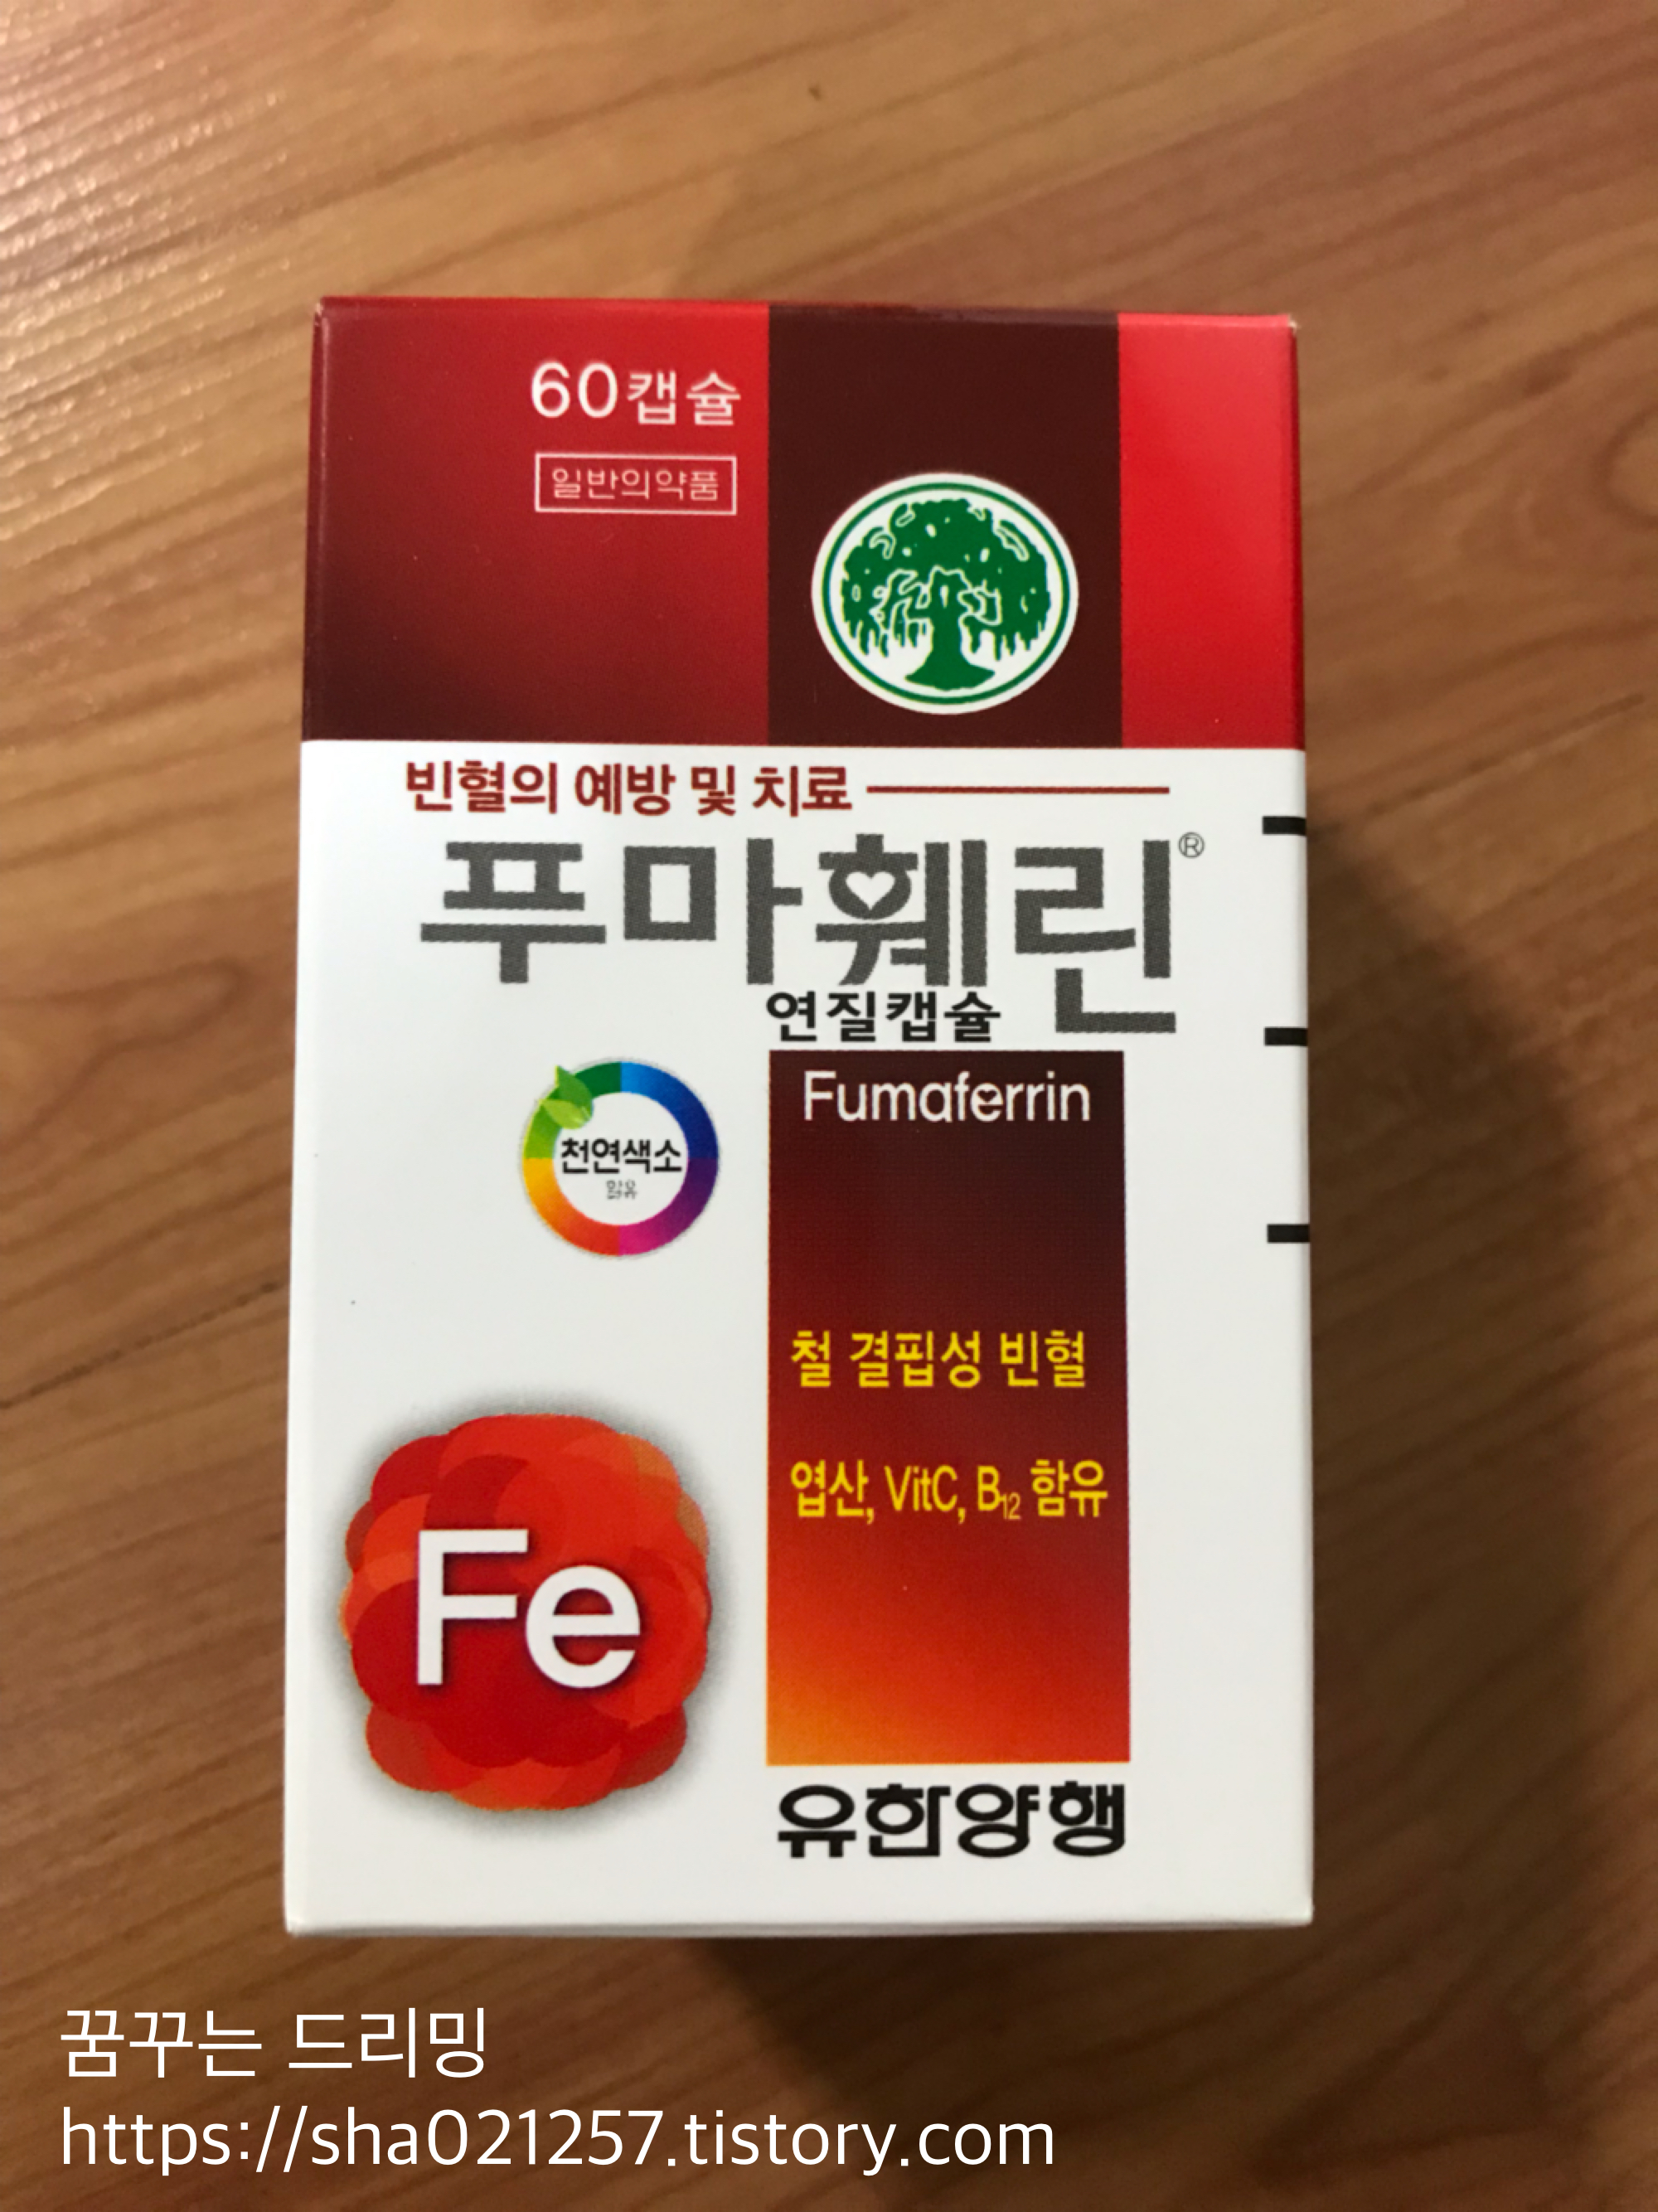 60캡슐
일반의약품
빈혈의 예방 및 치료
푸마훼린®
연질캡슐
Fumaferrin
천연색소
함유
철 결핍성 빈혈
엽산, VitC, B12 함유
Fe
유한양행
꿈꾸는 드리밍
https://sha021257.tistory.com